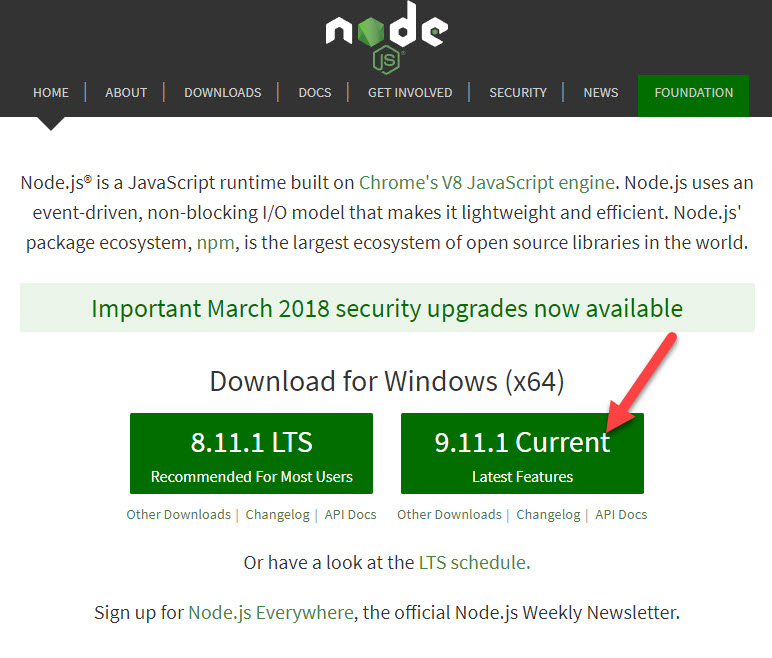 node
JS
HOME | ABOUT | DOWNLOADS | DOCS | GET INVOLVED | SECURITY | NEWS FOUNDATION
Node.js® is a JavaScript runtime built on Chrome's V8 JavaScript engine. Node.js uses an
event-driven, non-blocking I/O model that makes it lightweight and efficient. Node.js'
package ecosystem, npm, is the largest ecosystem of open source libraries in the world.
Important March 2018 security upgrades now available
Download for Windows (x64)
8.11.1 LTS 9.11.1 Current
Recommended For Most Users Latest Features
Other Downloads | Changelog | API Docs Other Downloads | Changelog | API Docs
Or have a look at the LTS schedule.
Sign up for Node.js Everywhere, the official Node.js Weekly Newsletter.